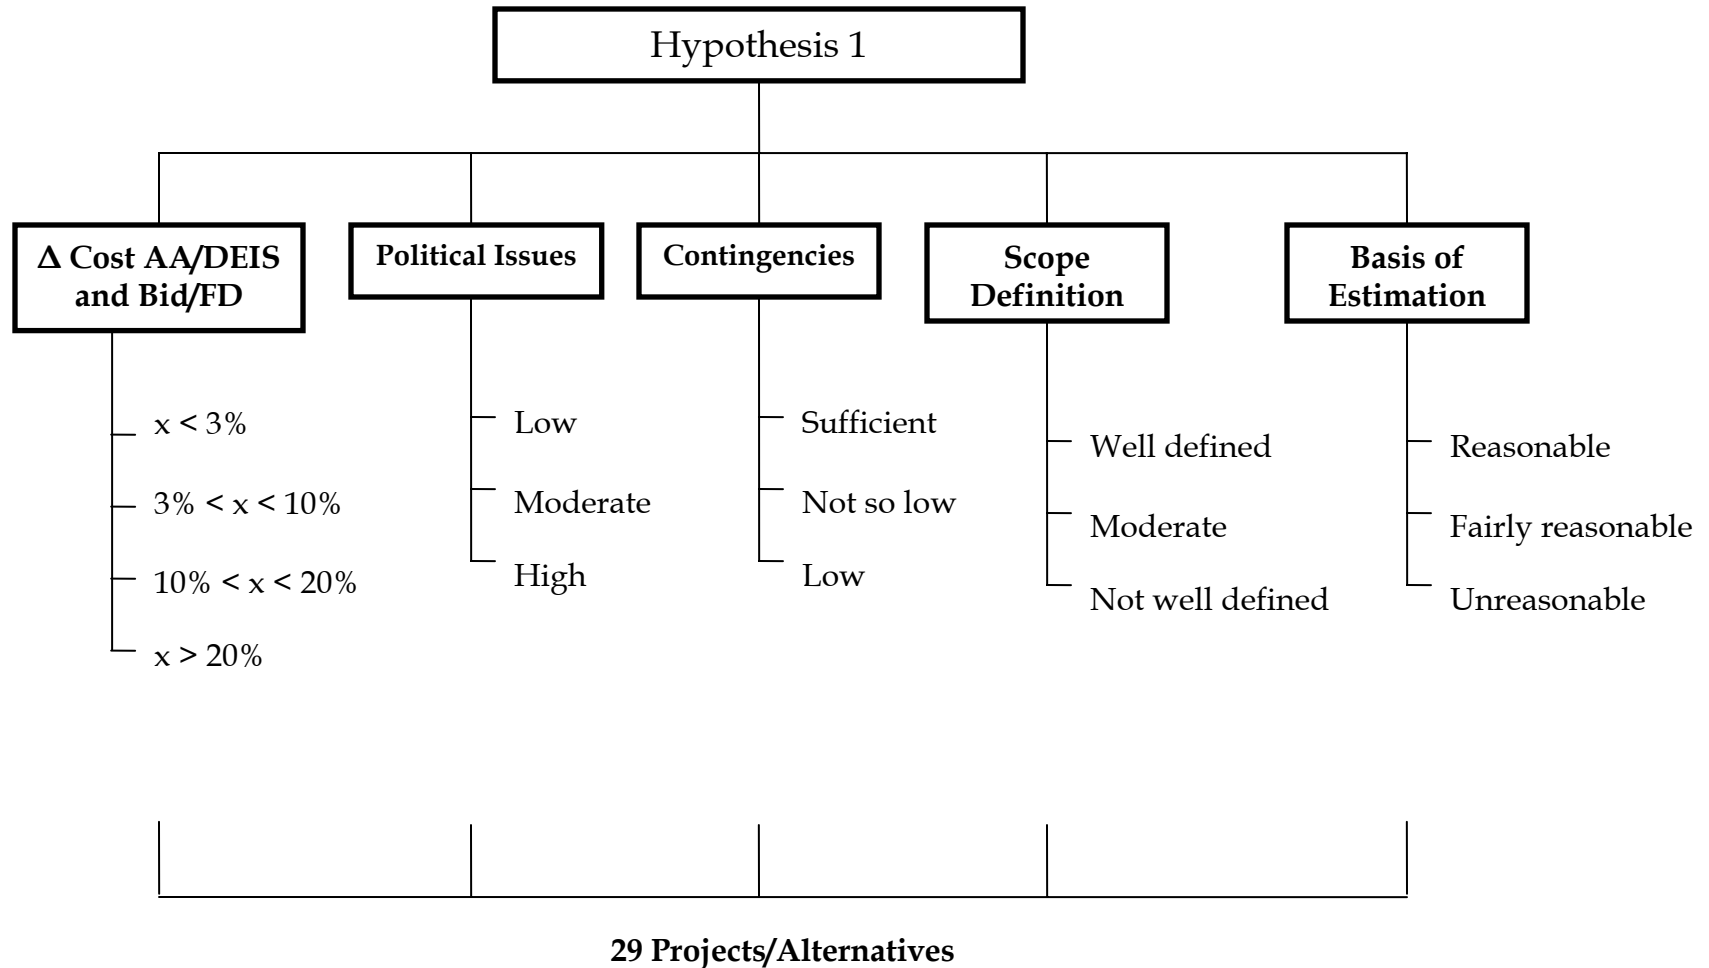 Hypothesis 1
Δ Cost AA/DEIS
and Bid/FD
x < 3%
3% < x < 10%
10% < x < 20%
x > 20%
Political Issues
Low
Moderate
High
Contingencies
Sufficient
Not so low
Low
Scope
Definition
Well defined
Moderate
Not well defined
Basis of
Estimation
Reasonable
Fairly reasonable
Unreasonable
29 Projects/Alternatives